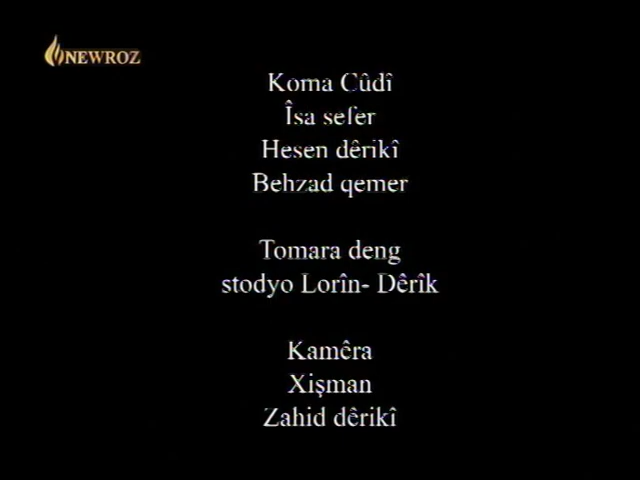 NEWROZ
Koma Cûdî
Îsa sefer
Hesen dêrikî
Behzad qemer
Tomara deng
stodyo Lorîn- Dêrîk
Kamêra
Xişman
Zahid dêrikî